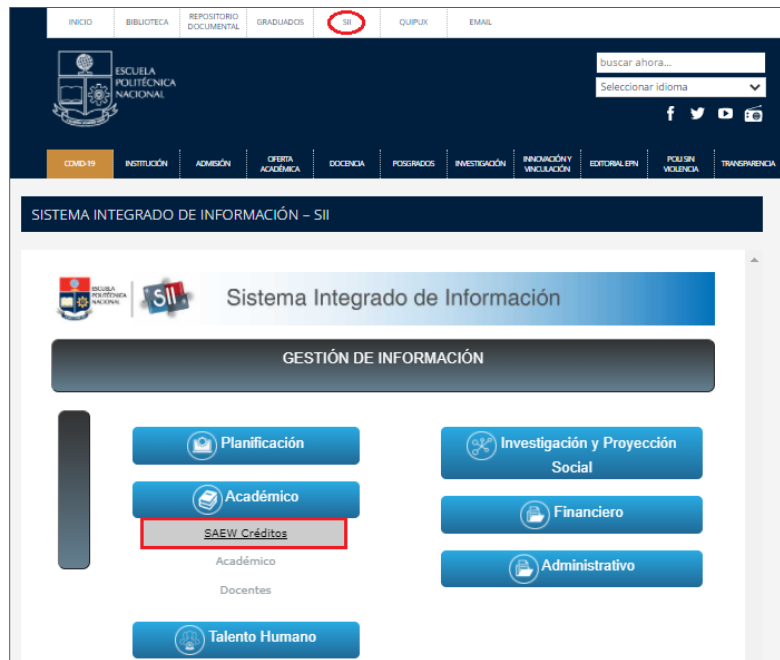 INICIO
BIBLIOTECA
REPOSITORIO
DOCUMENTAL
GRADUADOS
SII
QUIPUX
EMAIL
ESCUELA
POLITÉCNICA
NACIONAL
buscar ahora...
Seleccionar idioma
COVID-19
INSTITUCIÓN
ADMISIÓN
OFERTA
ACADÉMICA
DOCENCIA
POSGRADOS
INVESTIGACIÓN
INNOVACIÓN Y
VINCULACIÓN
EDITORIAL EPN
POLI SIN
VIOLENCIA
TRANSPARENCIA
SISTEMA INTEGRADO DE INFORMACIÓN – SII
ESCUELA
POLITÉCNICA
NACIONAL
SII
Sistema Integrado de Información
GESTIÓN DE INFORMACIÓN
Planificación
Investigación y Proyección
Social
Académico
SAEW Créditos
Académico
Docentes
Financiero
Administrativo
Talento Humano